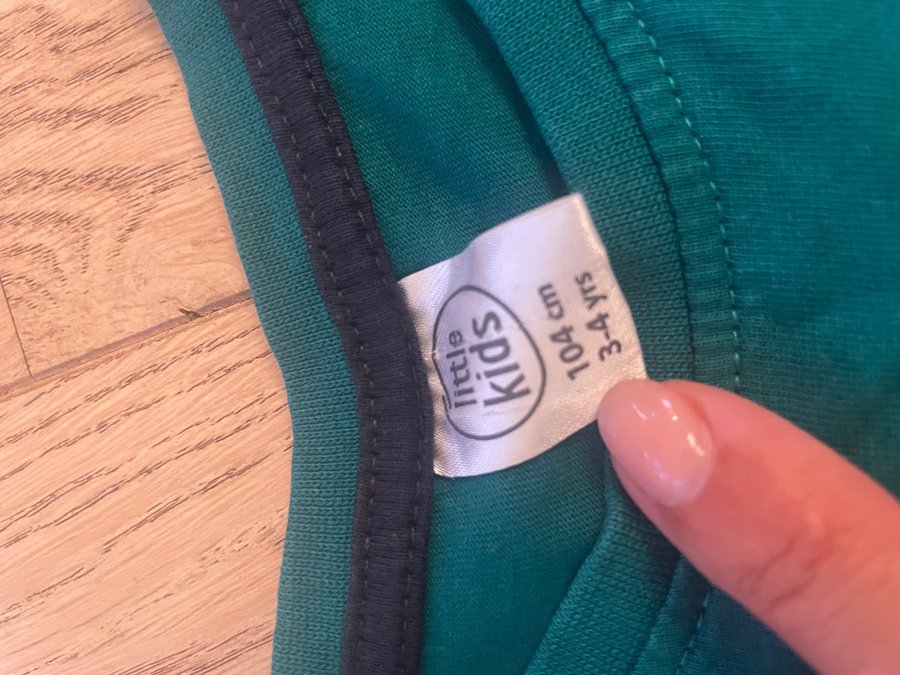 little
kids
104 cm
3-4 yrs